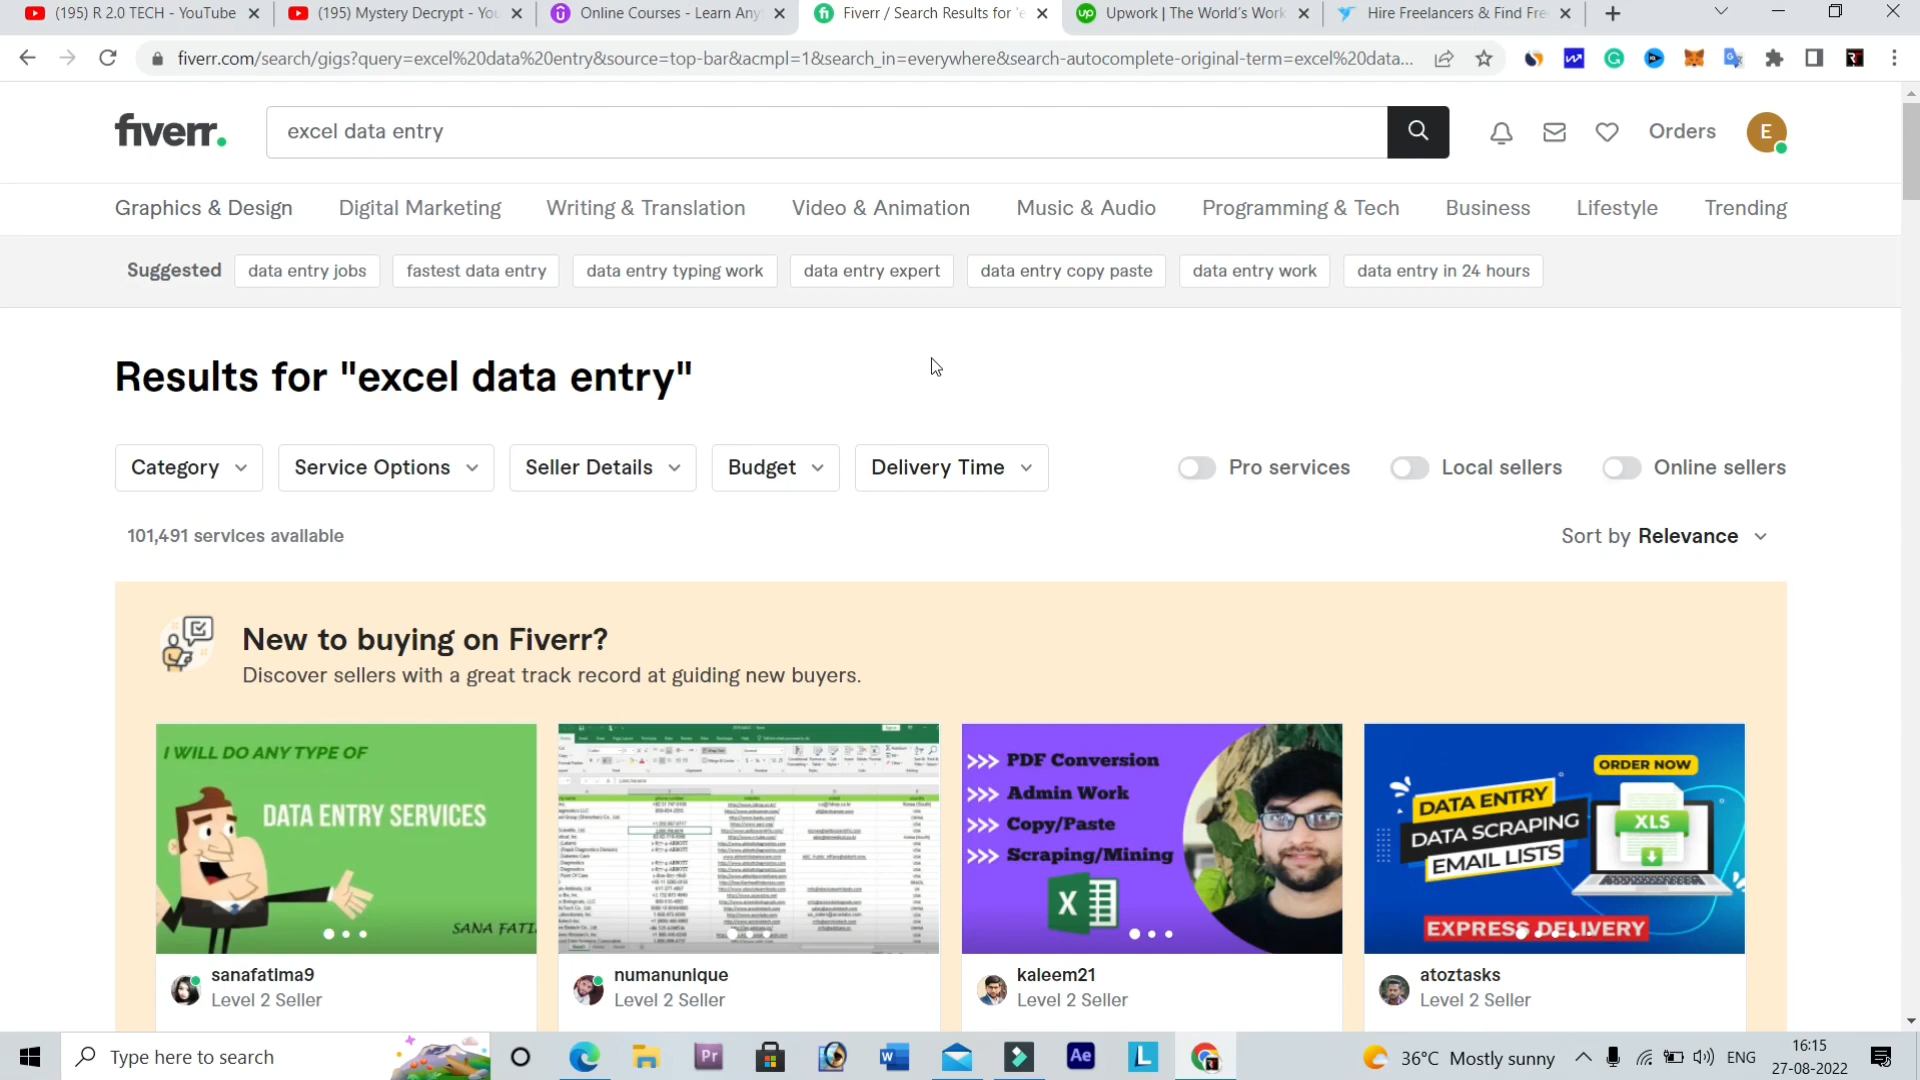 (195) R 2.0 TECH - YouTube
(195) Mystery Decrypt - You
Online Courses - Learn Any
Fiverr / Search Results for 'e
Upwork | The World's Work
Hire Freelancers & Find Fre
fiverr.com/search/gigs?query=excel%20data%20entry&source=top-bar&acmpl=1&search_in=everywhere&search-autocomplete-original-term=excel%20data...
fiverr.
excel data entry
Orders
E
Graphics & Design
Digital Marketing
Writing & Translation
Video & Animation
Music & Audio
Programming & Tech
Business
Lifestyle
Trending
Suggested
data entry jobs
fastest data entry
data entry typing work
data entry expert
data entry copy paste
data entry work
data entry in 24 hours
Results for "excel data entry"
Category
Service Options
Seller Details
Budget
Delivery Time
Pro services
Local sellers
Online sellers
101,491 services available
Sort by Relevance
New to buying on Fiverr?
Discover sellers with a great track record at guiding new buyers.
I WILL DO ANY TYPE OF
DATA ENTRY SERVICES
SANA FATI
>>> PDF Conversion
>>> Admin Work
>>> Copy/Paste
>>> Scraping/Mining
X
ORDER NOW
DATA ENTRY
DATA SCRAPING
EMAIL LISTS
XLS
EXPRESS DELIVERY
sanafatima9
Level 2 Seller
numanunique
Level 2 Seller
kaleem21
Level 2 Seller
atoztasks
Level 2 Seller
Type here to search
Pr
W
Ae
L
36°C Mostly sunny
ENG
16:15
27-08-2022